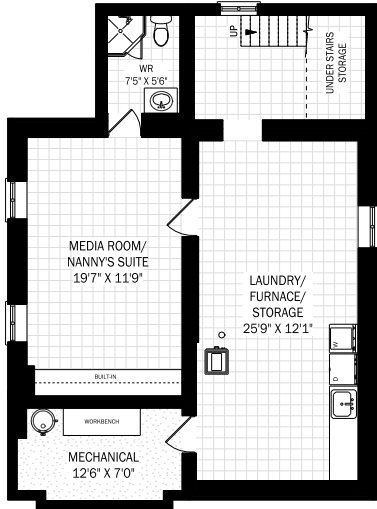 UP
UNDER STAIRS
STORAGE
WR
7'5" X 5'6"
MEDIA ROOM/
NANNY'S SUITE
19'7" X 11'9"
LAUNDRY/
FURNACE/
STORAGE
25'9" X 12'1"
W
D
BUILT-IN
WORKBENCH
MECHANICAL
12'6" X 7'0"